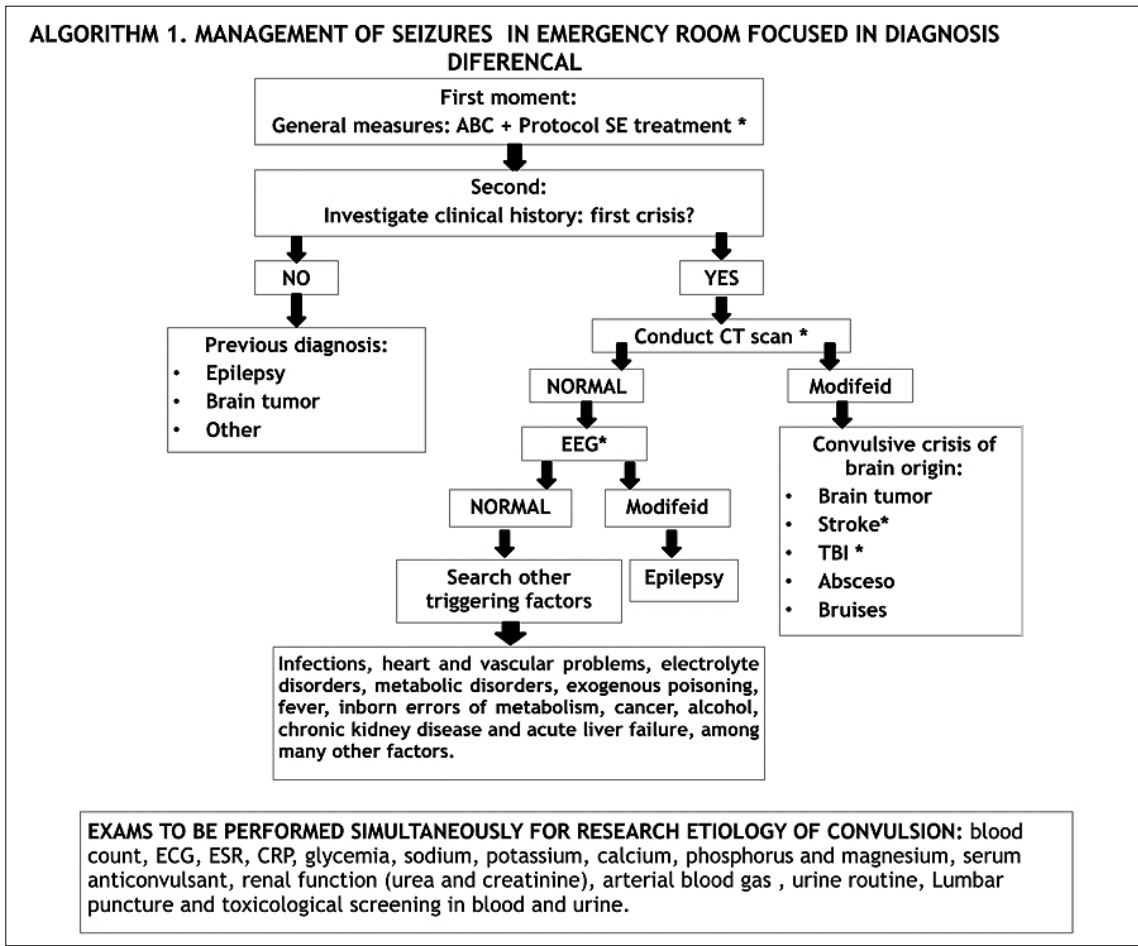 ALGORITHM 1. MANAGEMENT OF SEIZURES IN EMERGENCY ROOM FOCUSED IN DIAGNOSIS
DIFERENCAL
First moment:
General measures: ABC + Protocol SE treatment *
Second:
Investigate clinical history: first crisis?
NO
YES
Previous diagnosis:
• Epilepsy
• Brain tumor
• Other
Conduct CT scan *
NORMAL
Modifeid
EEG*
Convulsive crisis of
brain origin:
• Brain tumor
• Stroke*
• TBI *
• Absceso
• Bruises
NORMAL
Modifeid
Search other
triggering factors
Epilepsy
Infections, heart and vascular problems, electrolyte
disorders, metabolic disorders, exogenous poisoning,
fever, inborn errors of metabolism, cancer, alcohol,
chronic kidney disease and acute liver failure, among
many other factors.
EXAMS TO BE PERFORMED SIMULTANEOUSLY FOR RESEARCH ETIOLOGY OF CONVULSION: blood
count, ECG, ESR, CRP, glycemia, sodium, potassium, calcium, phosphorus and magnesium, serum
anticonvulsant, renal function (urea and creatinine), arterial blood gas , urine routine, Lumbar
puncture and toxicological screening in blood and urine.